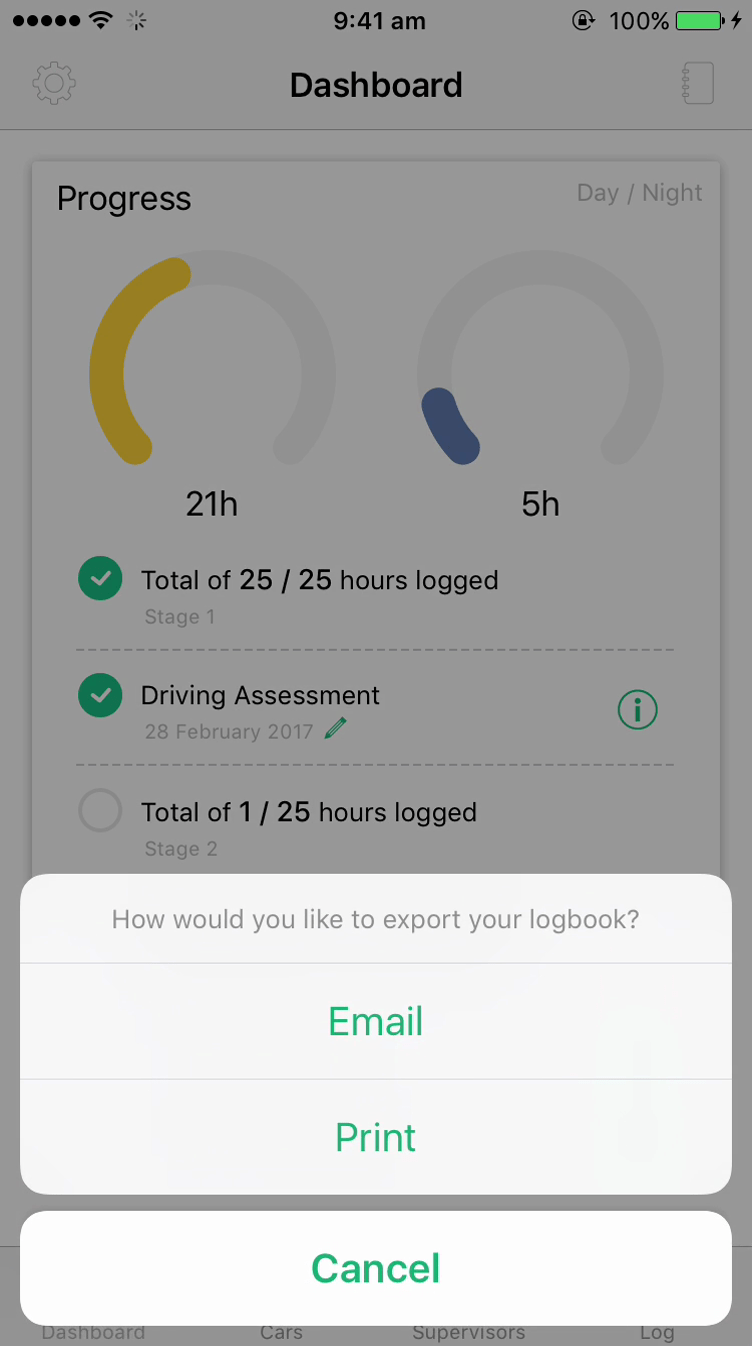 9:41 am
100%
Dashboard
Progress
Day / Night
21h
5h
Total of 25 / 25 hours logged
Stage 1
Driving Assessment
28 February 2017
Total of 1 / 25 hours logged
Stage 2
How would you like to export your logbook?
Email
Print
Cancel
Dashboard
Cars
Supervisors
Log